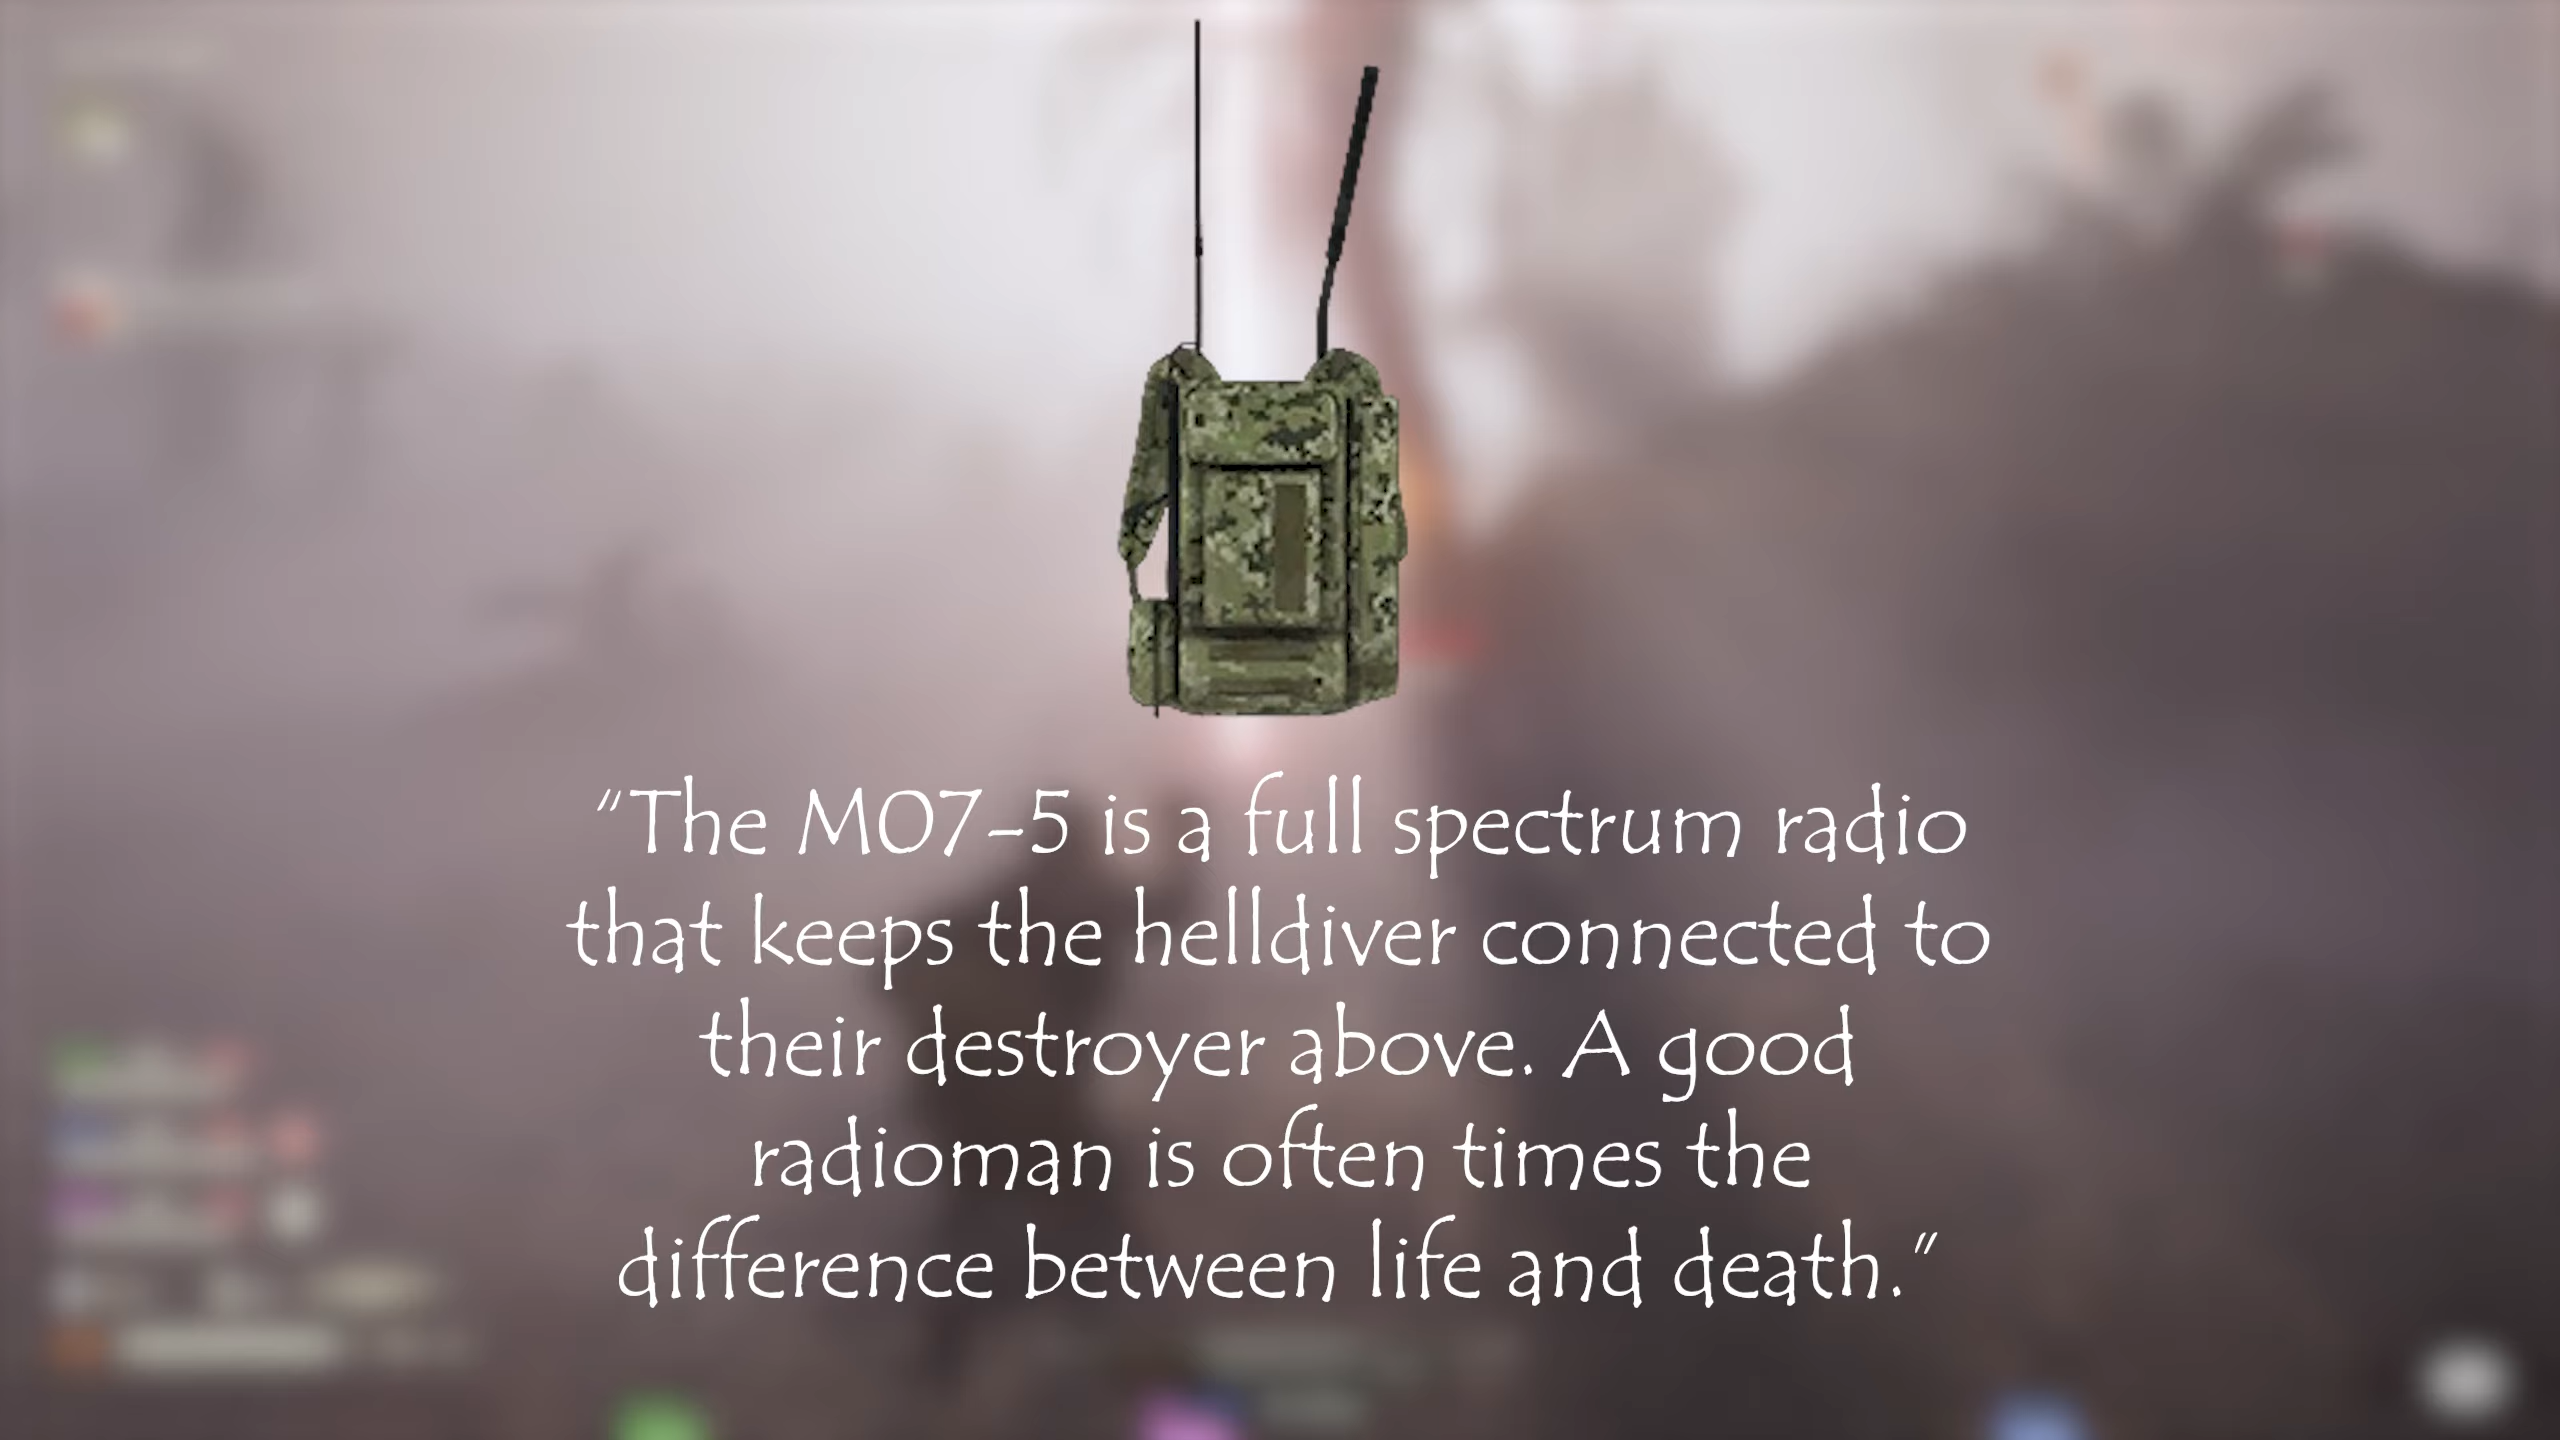 "The M07-5 is a full spectrum radio
that keeps the helldiver connected to
their destroyer above. A good
radioman is often times the
difference between life and death."